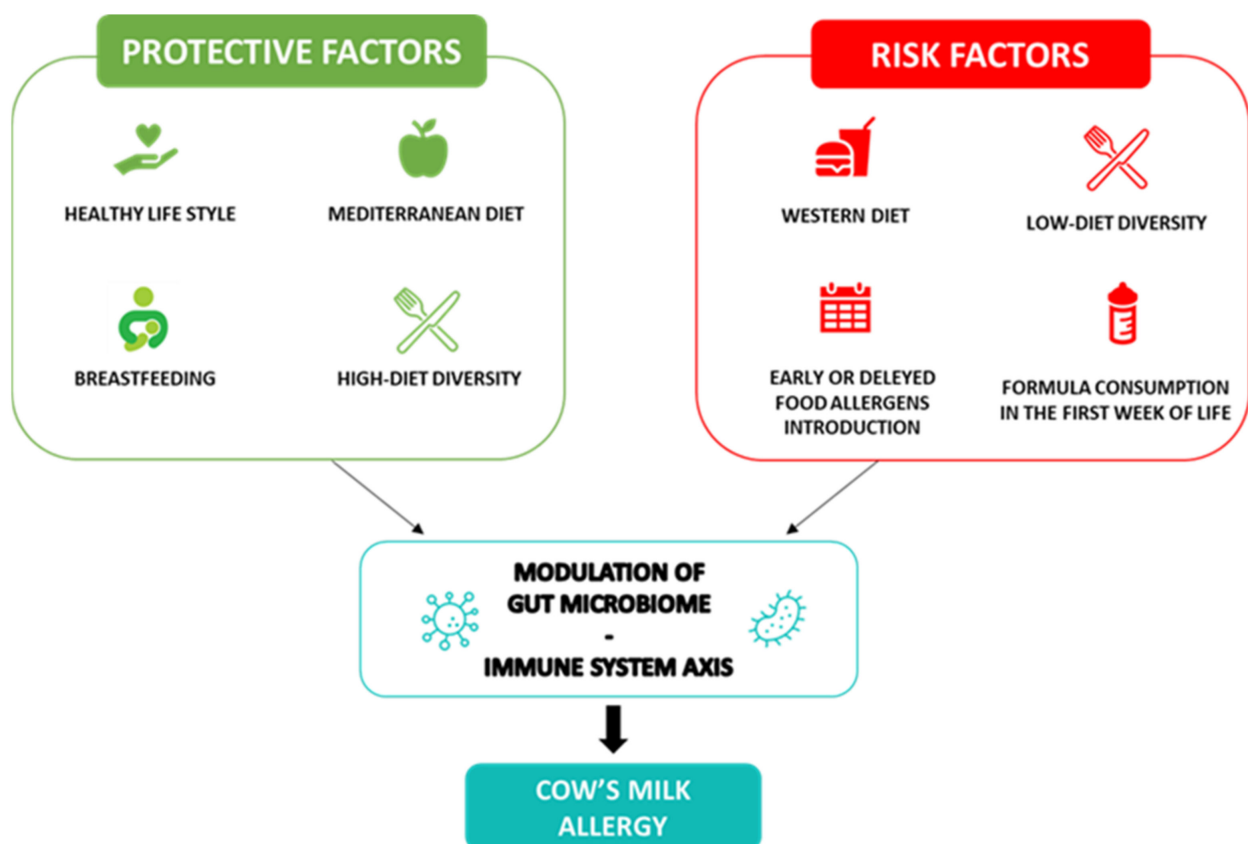 PROTECTIVE FACTORS
HEALTHY LIFE STYLE
MEDITERRANEAN DIET
BREASTFEEDING
HIGH-DIET DIVERSITY
RISK FACTORS
WESTERN DIET
LOW-DIET DIVERSITY
EARLY OR DELEYED
FOOD ALLERGENS
INTRODUCTION
FORMULA CONSUMPTION
IN THE FIRST WEEK OF LIFE
MODULATION OF
GUT MICROBIOME
-
IMMUNE SYSTEM AXIS
COW'S MILK
ALLERGY